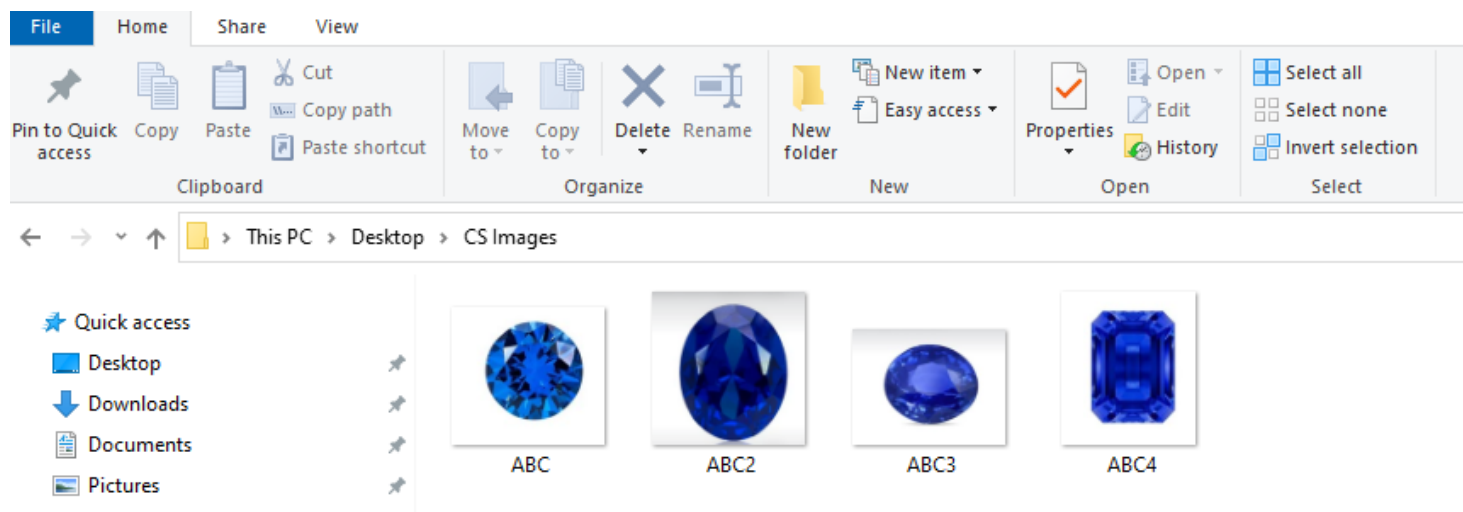 File Home Share View
Pin to Quick access
Copy
Paste
Cut
Copy path
Paste shortcut
Clipboard
Move to
Copy to
Delete
Rename
Organize
New folder
New item
Easy access
New
Properties
Open
Edit
History
Open
Select all
Select none
Invert selection
Select
This PC > Desktop > CS Images
Quick access
Desktop
Downloads
Documents
Pictures
ABC
ABC2
ABC3
ABC4